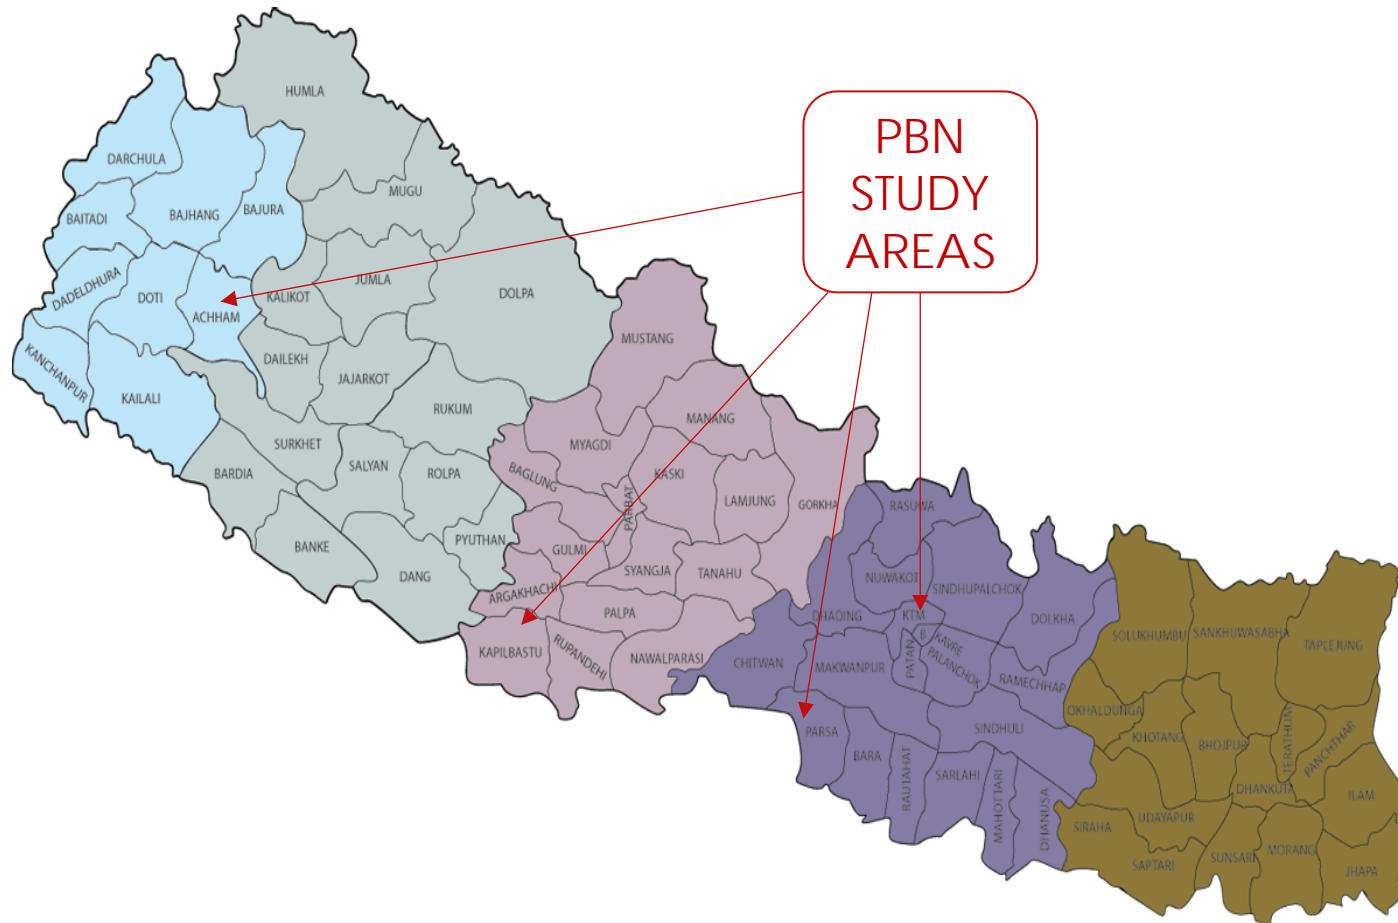 PBN
STUDY
AREAS
HUMLA
DARCHULA
MUGU
BAITADI
BAJHANG
BAJURA
DADELDHURA
DOTI
ACHHAM
KALIKOT
JUMLA
DOLPA
KANCHANPUR
KAILALI
DAILEKH
JAJARKOT
RUKUM
MUSTANG
SURKHET
SALYAN
ROLPA
BARDIA
BANKE
DANG
PYUTHAN
MYAGDI
MANANG
BAGLUNG
PARBAT
KASKI
LAMJUNG
GORKHA
GULMI
SYANGJA
TANAHU
ARGAKHACHI
PALPA
KAPILBASTU
RUPANDEHI
NAWALPARASI
RASUWA
NUWAKOT
SINDHUPALCHOK
DHADING
KTM
B
KAVRE
PALANCHOK
PATAN
DOLKHA
CHITWAN
MAKWANPUR
RAMECHHAP
PARSA
BARA
RAUTAHAT
SARLAHI
SINDHULI
MAHOTTARI
DHANUSA
SOLUKHUMBU
SANKHUWASABHA
TAPLEJUNG
OKHALDUNGA
KHOTANG
BHOJPUR
TERATHUM
PANCHTHAR
DHANKUTA
ILAM
SIRAHA
UDAYAPUR
SAPTARI
SUNSARI
MORANG
JHAPA